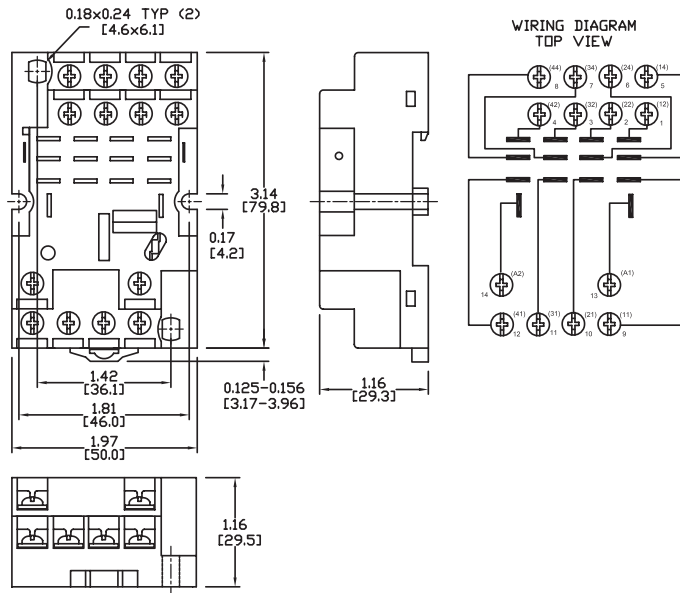 0.18x0.24 TYP (2)
[4.6x6.1]
3.14
[79.8]
0.17
[4.2]
1.42
[36.1]
0.125-0.156
[3.17-3.96]
1.81
[46.0]
1.97
[50.0]
1.16
[29.3]
1.16
[29.5]
WIRING DIAGRAM
TOP VIEW
(44) (34) (24) (14)
8 7 6 5
(42) (32) (22) (12)
4 3 2 1
(A2) (A1)
14 13
(41) (31) (21) (11)
12 11 10 9